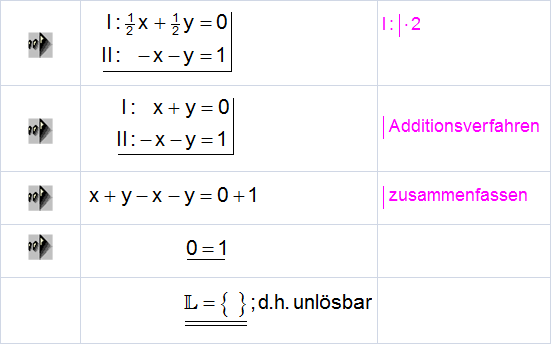 I: ½x + ½y = 0 I: | · 2
II: −x − y = 1
I: x + y = 0
II: −x − y = 1 | Additionsverfahren
x + y − x − y = 0 + 1 | zusammenfassen
0 = 1
𝕃 = { } ; d.h. unlösbar